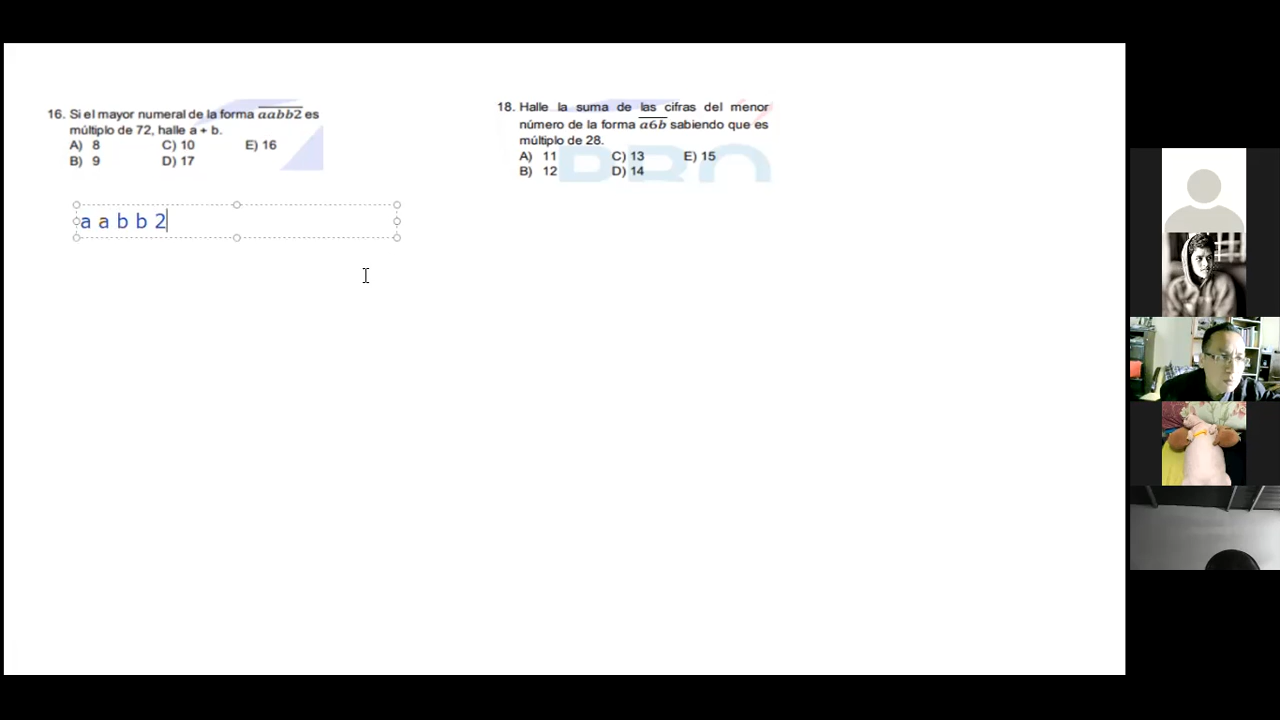 16. Si el mayor numeral de la forma aabb2 es
múltiplo de 72, halle a + b.
A) 8 C) 10 E) 16
B) 9 D) 17
a a b b 2
18. Halle la suma de las cifras del menor
número de la forma a6b sabiendo que es
múltiplo de 28.
A) 11 C) 13 E) 15
B) 12 D) 14
PRO